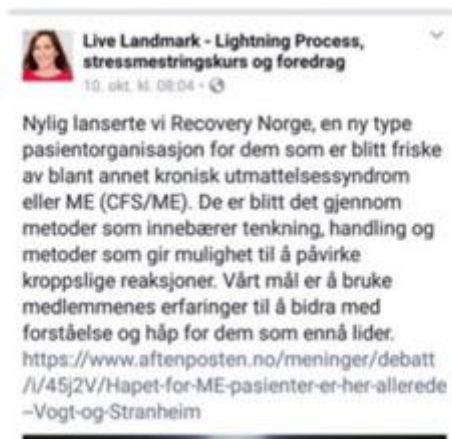 Live Landmark - Lightning Process,
stressmestringskurs og foredrag
10. okt. kl. 08:04 •
Nylig lanserte vi Recovery Norge, en ny type
pasientorganisasjon for dem som er blitt friske
av blant annet kronisk utmattelsessyndrom
eller ME (CFS/ME). De er blitt det gjennom
metoder som innebærer tenkning, handling og
metoder som gir mulighet til å påvirke
kroppslige reaksjoner. Vårt mål er å bruke
medlemmenes erfaringer til å bidra med
forståelse og håp for dem som ennå lider.
https://www.aftenposten.no/meninger/debatt
/i/45j2V/Hapet-for-ME-pasienter-er-her-allerede
–Vogt-og-Stranheim